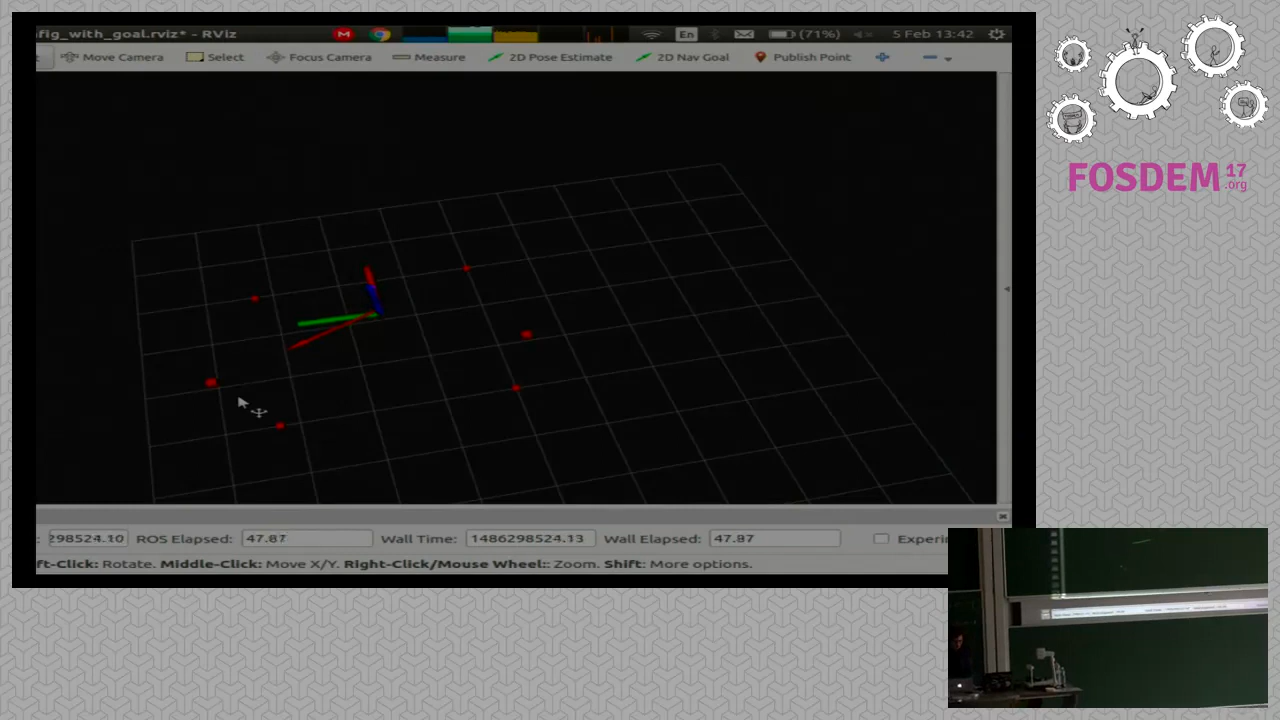 ofig_with_goal.rviz* - RViz
En
(71%)
5 Feb 13:42
Move Camera
Select
Focus Camera
Measure
2D Pose Estimate
2D Nav Goal
Publish Point
FOSDEM 17
.org
298524.10
ROS Elapsed: 47.87
Wall Time: 1486298524.13
Wall Elapsed: 47.87
Experi
ft-Click: Rotate. Middle-Click: Move X/Y. Right-Click/Mouse Wheel:: Zoom. Shift: More options.